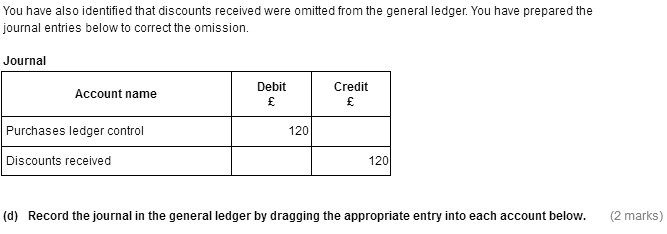 You have also identified that discounts received were omitted from the general ledger. You have prepared the
journal entries below to correct the omission.
Journal
Account name Debit £ Credit £
Purchases ledger control 120
Discounts received 120
(d) Record the journal in the general ledger by dragging the appropriate entry into each account below. (2 marks)